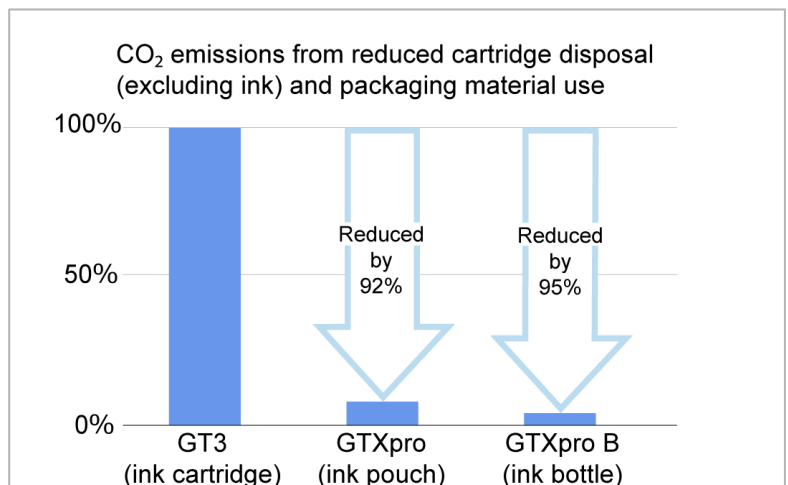 CO₂ emissions from reduced cartridge disposal
(excluding ink) and packaging material use
100%
50%
0%
Reduced
by
92%
Reduced
by
95%
GT3
(ink cartridge)
GTXpro
(ink pouch)
GTXpro B
(ink bottle)